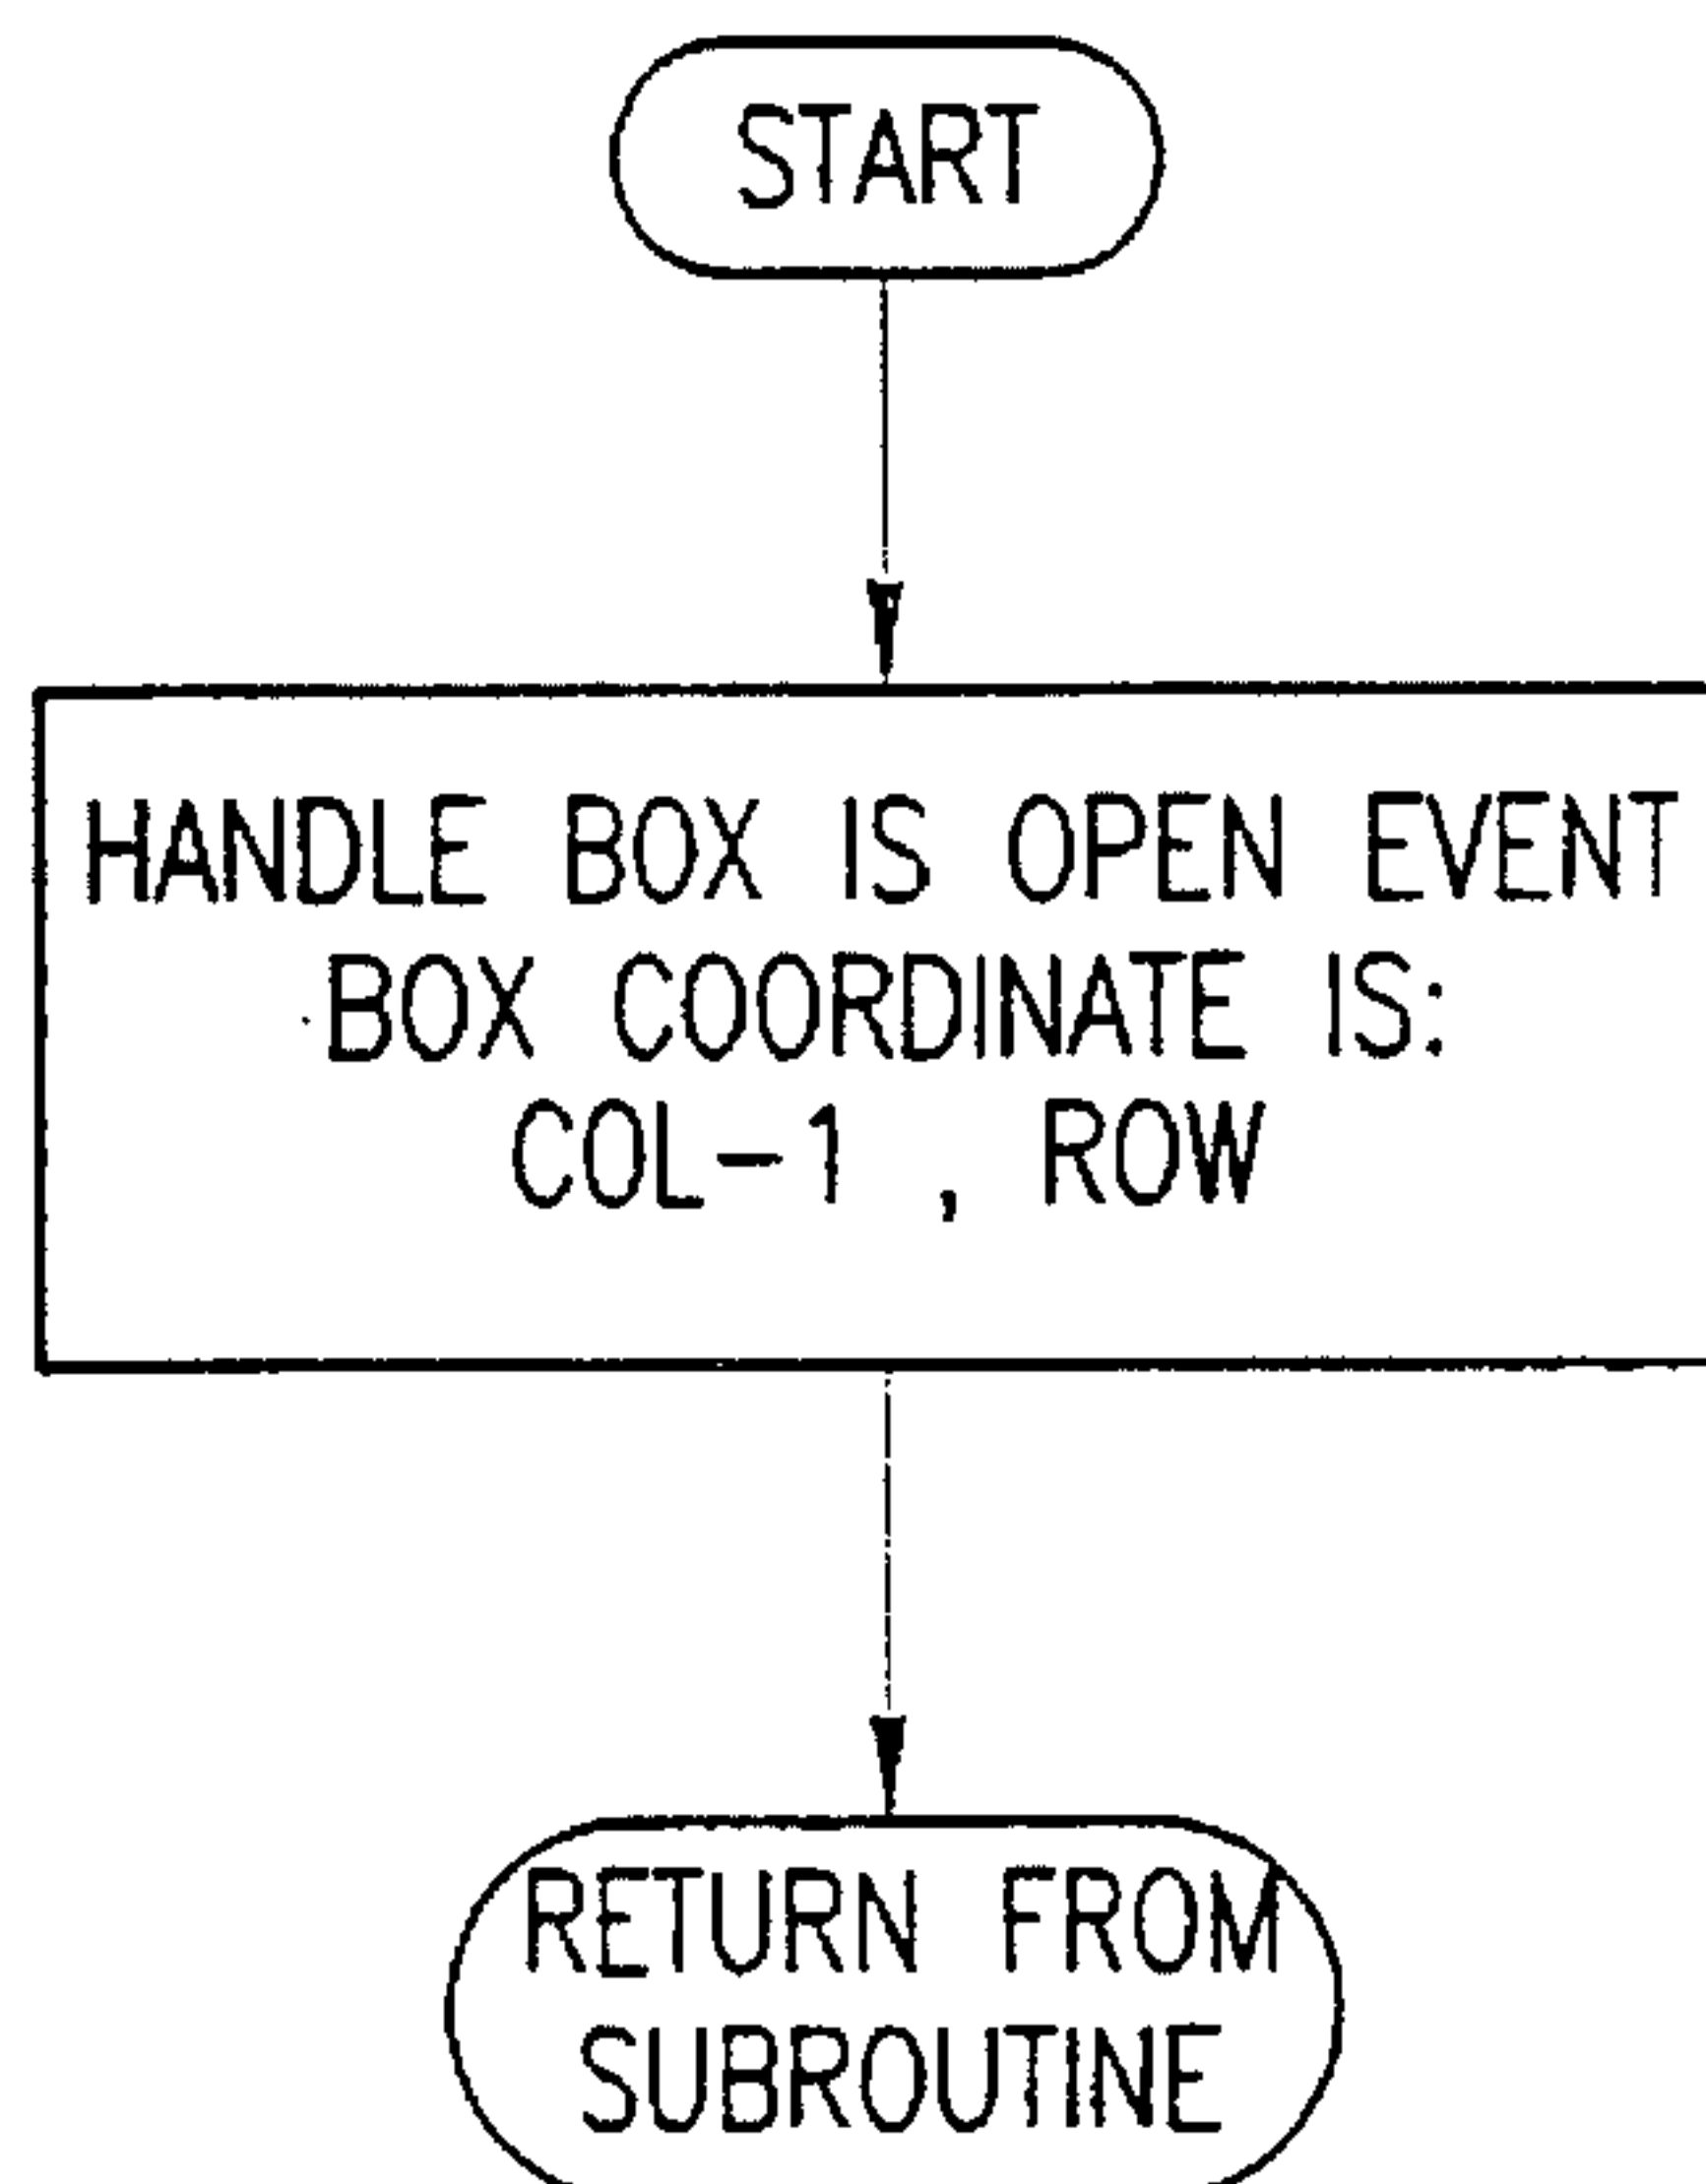 START
HANDLE BOX IS OPEN EVENT
BOX COORDINATE IS:
COL-1 , ROW
RETURN FROM
SUBROUTINE